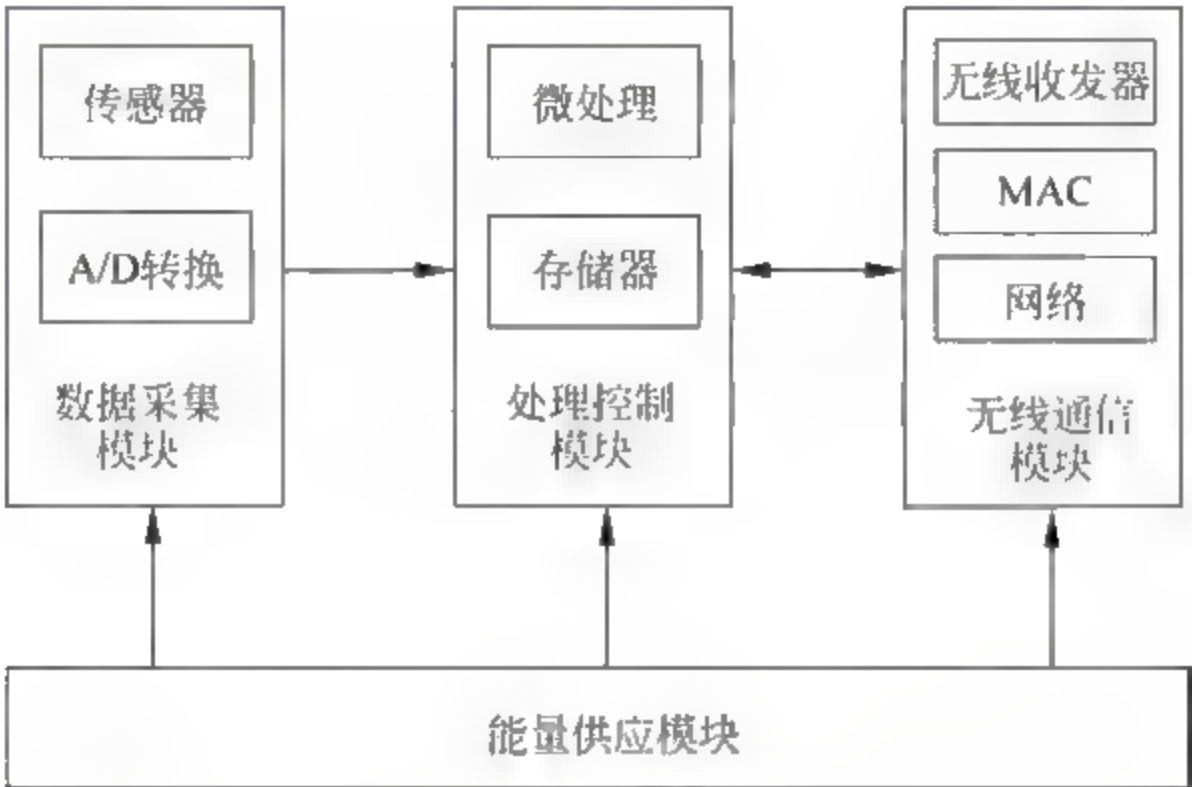 传感器
A/D转换
数据采集
模块
微处理
存储器
处理控制
模块
无线收发器
MAC
网络
无线通信
模块
能量供应模块